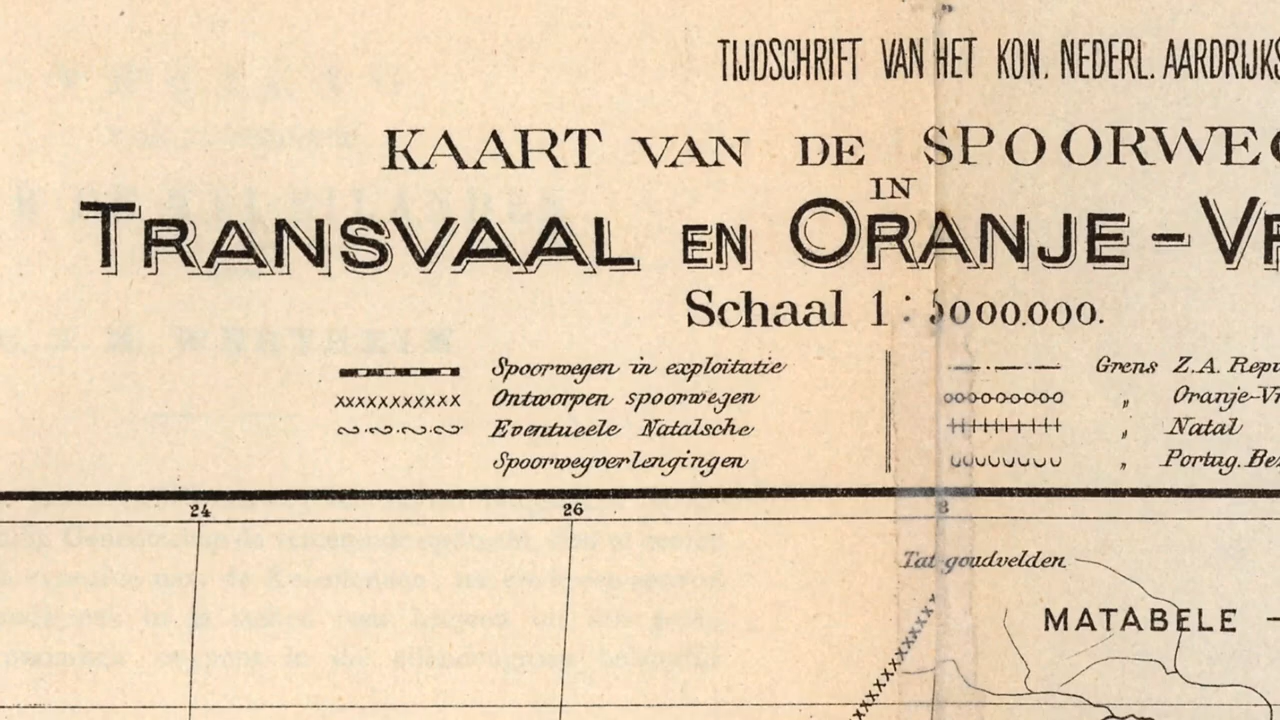 TIJDSCHRIFT VAN HET KON. NEDERL. AARDRIJKS
KAART VAN DE SPOORWEG
IN
TRANSVAAL EN ORANJE-VR
Schaal 1 : 5000.000.
Spoorwegen in exploitatie
Ontworpen spoorwegen
Eventueele Natalsche
Spoorwegverlengingen
Grens Z.A. Repu
„ Oranje-Vr
„ Natal
„ Portug. Bez
24 26
Tat-goudvelden
MATABELE -